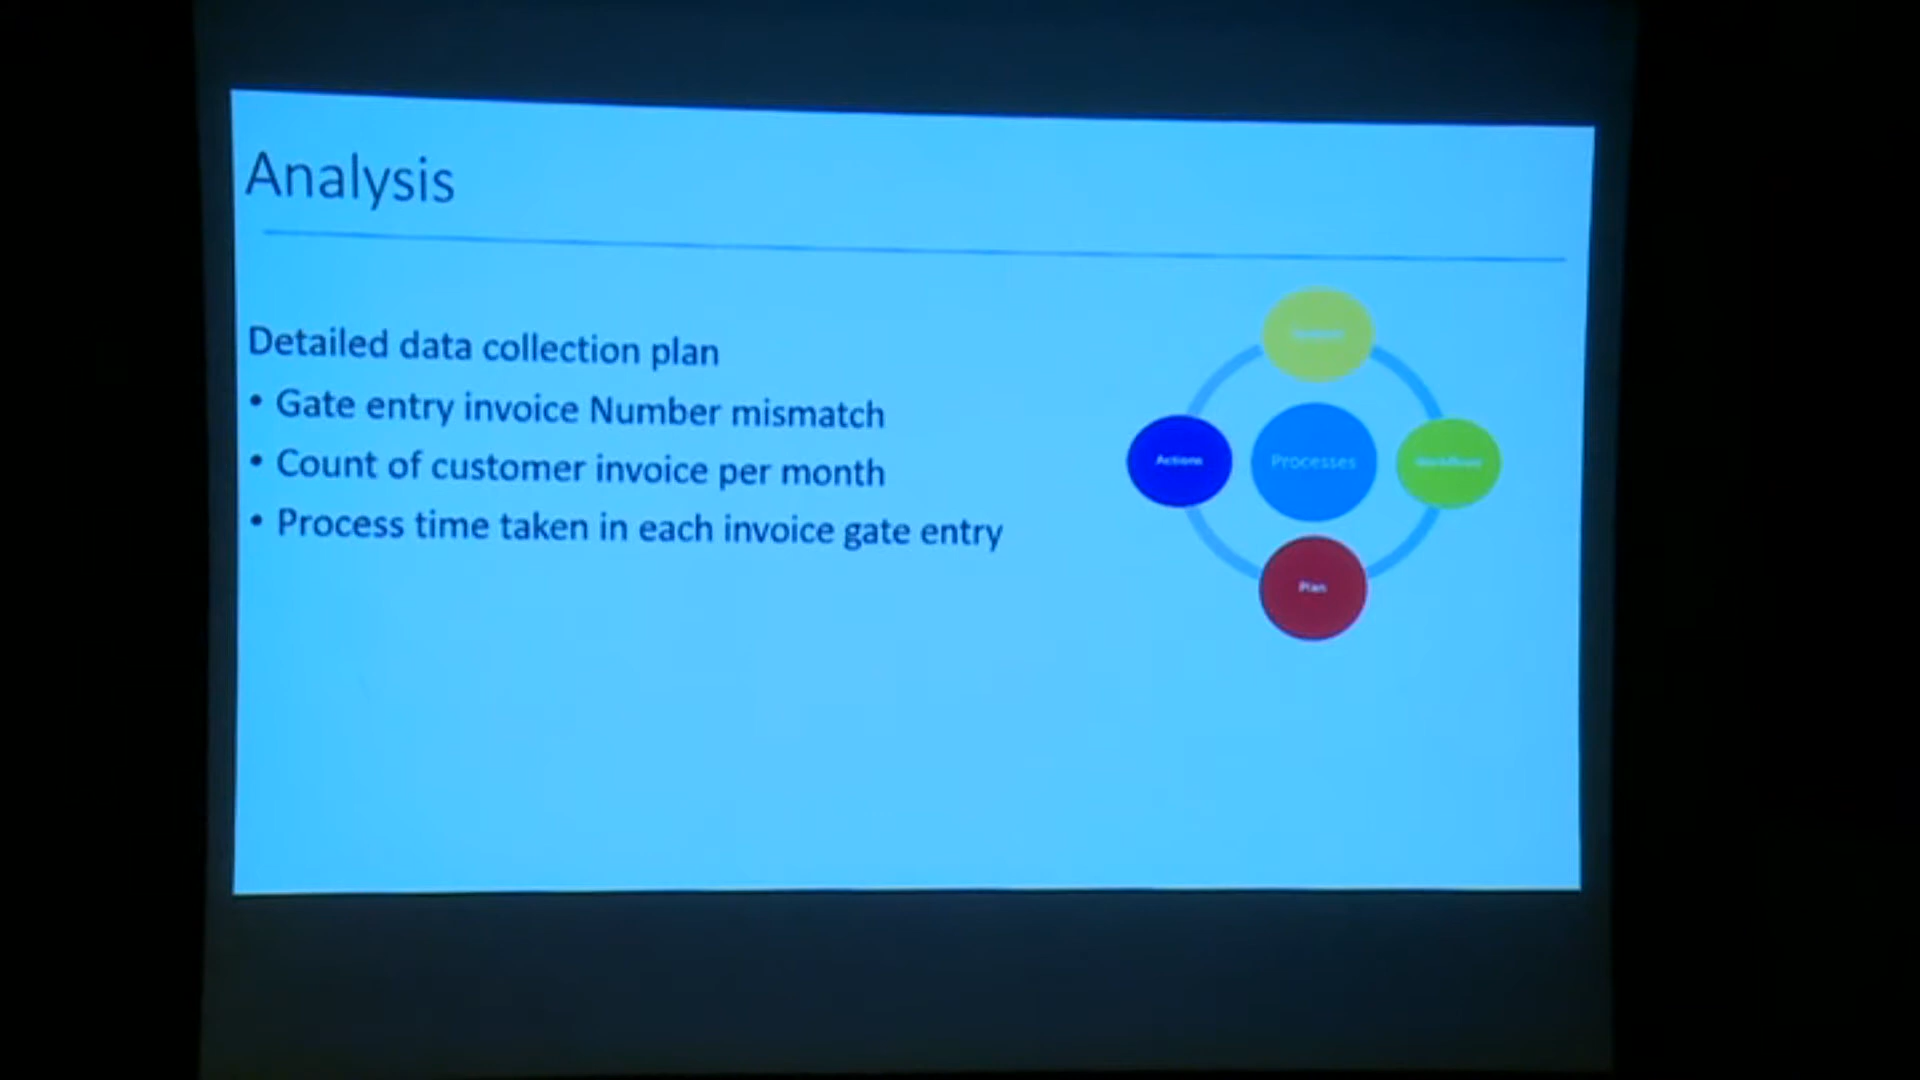 Analysis
Detailed data collection plan
• Gate entry invoice Number mismatch
• Count of customer invoice per month
• Process time taken in each invoice gate entry
Actions
Processes
Workflows
Plan